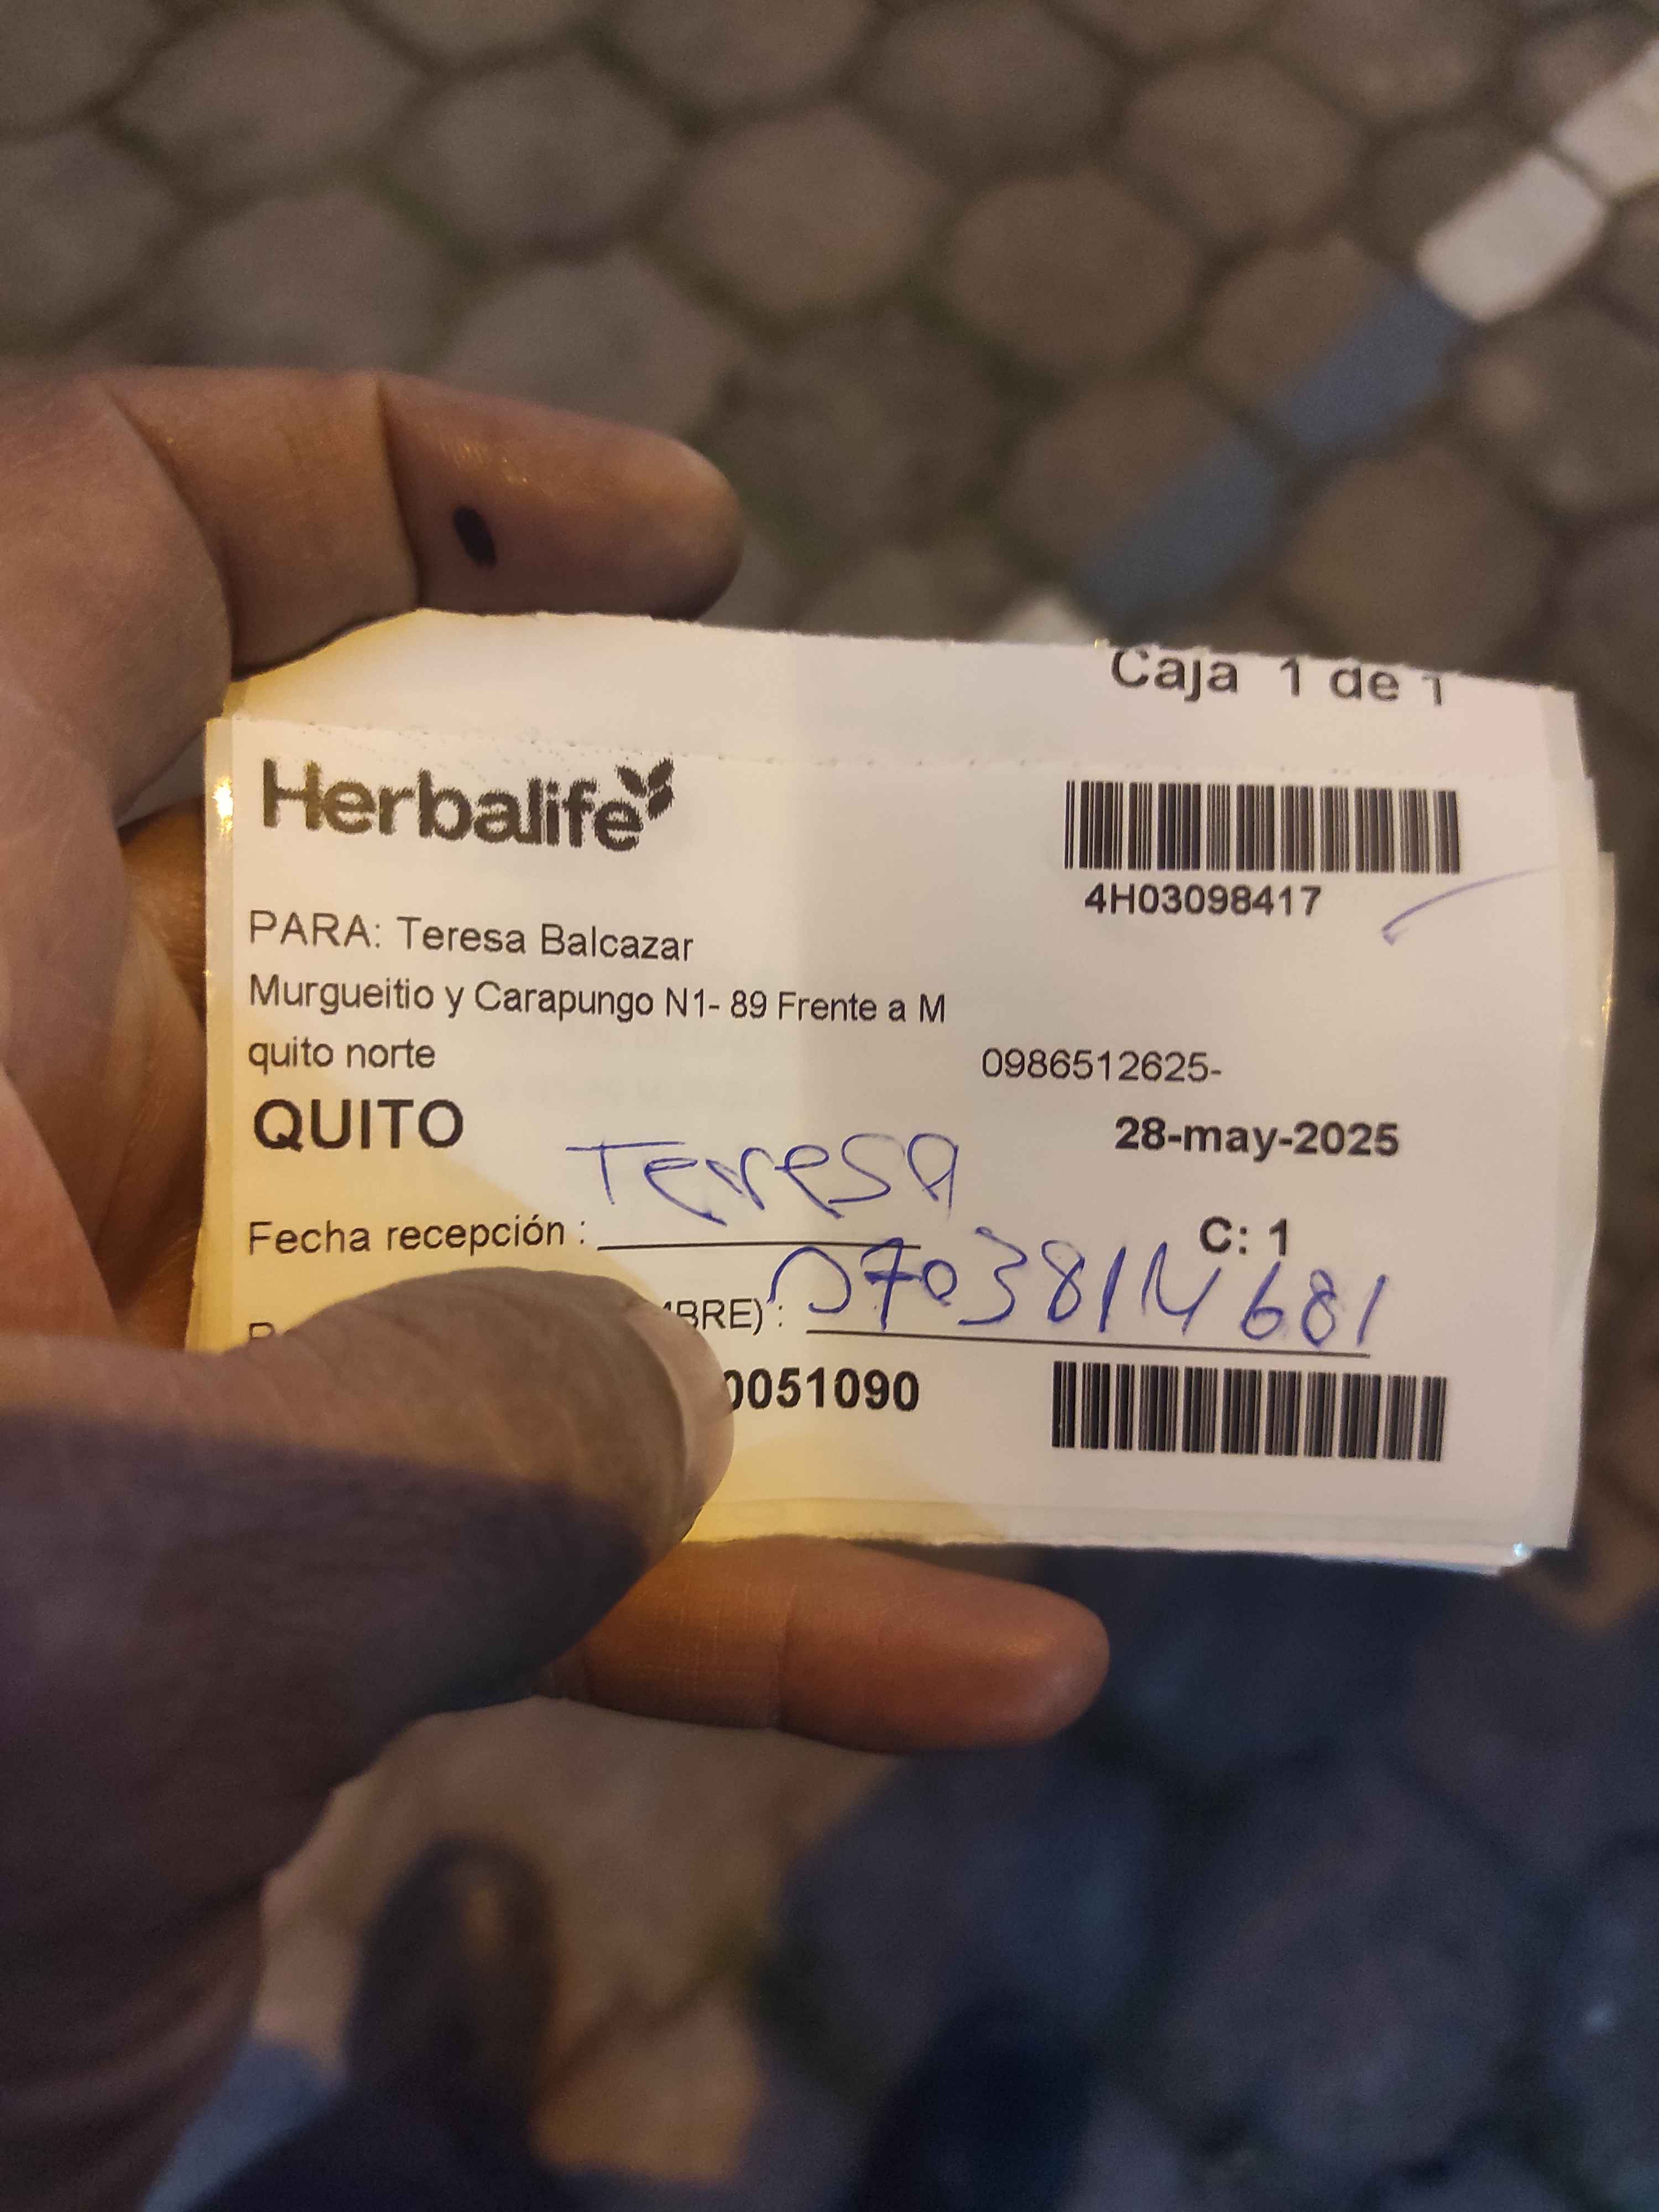 Caja 1 de 1
Herbalife
4H03098417
PARA: Teresa Balcazar
Murgueitio y Carapungo N1- 89 Frente a M
quito norte
0986512625-
QUITO
28-may-2025
Teresa
Fecha recepción :
C: 1
MBRE) : 0703814681
0051090